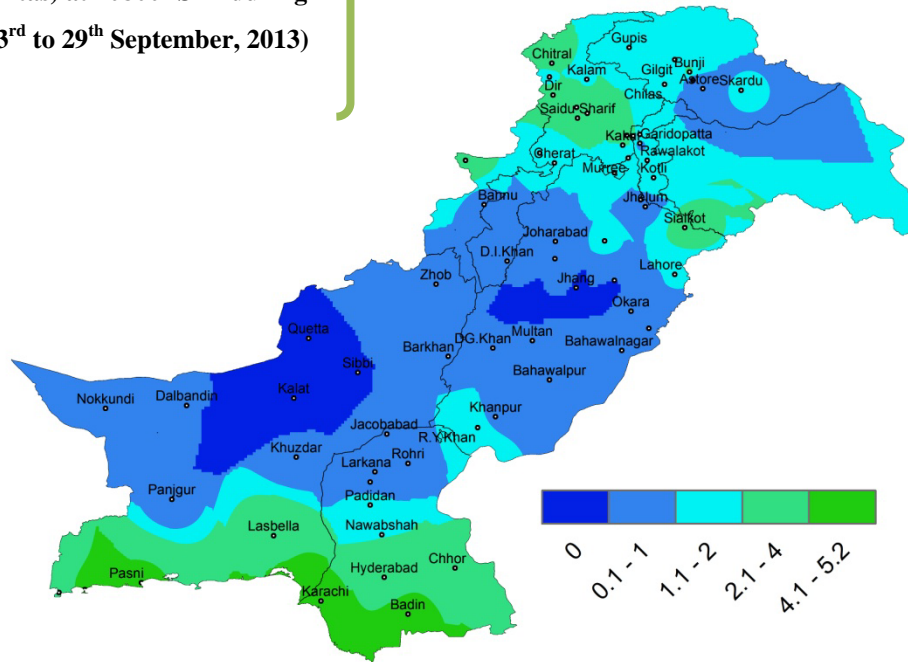 during
3rd to 29th September, 2013)
Gupis
Chitral
Bunji
Gilgit
Kalam
Astore
Skardu
Dir
Chilas
Saidu Sharif
Garidopatta
Kakul
Rawalakot
Cherat
Murree
Kotli
Bannu
Jhelum
Sialkot
Joharabad
D.I.Khan
Lahore
Zhob
Jhang
Okara
Quetta
Multan
DG.Khan
Barkhan
Bahawalnagar
Sibbi
Bahawalpur
Kalat
Dalbandin
Nokkundi
Khanpur
Jacobabad
R.Y.Khan
Khuzdar
Rohri
Larkana
Panjgur
Padidan
Lasbella
Nawabshah
Chhor
Pasni
Hyderabad
Karachi
Badin
0
0.1 - 1
1.1 - 2
2.1 - 4
4.1 - 5.2